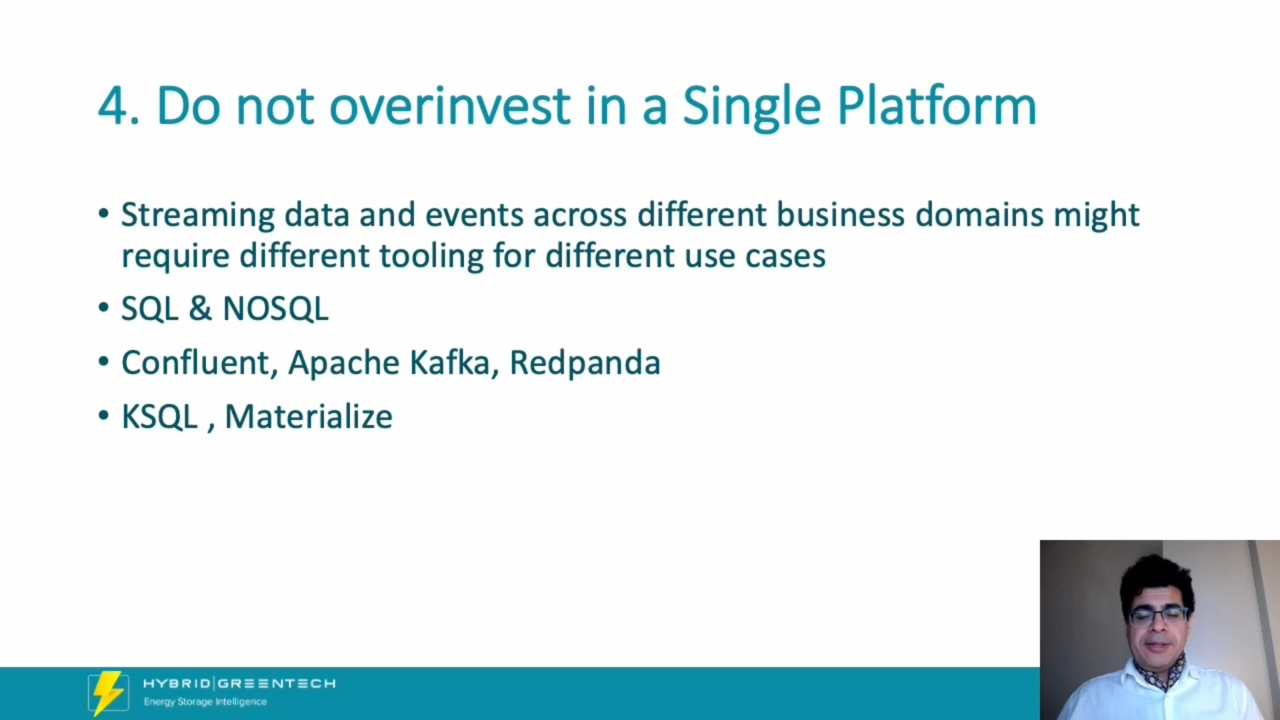 4. Do not overinvest in a Single Platform
• Streaming data and events across different business domains might
require different tooling for different use cases
• SQL & NOSQL
• Confluent, Apache Kafka, Redpanda
• KSQL , Materialize
HYBRID|GREENTECH
Energy Storage Intelligence